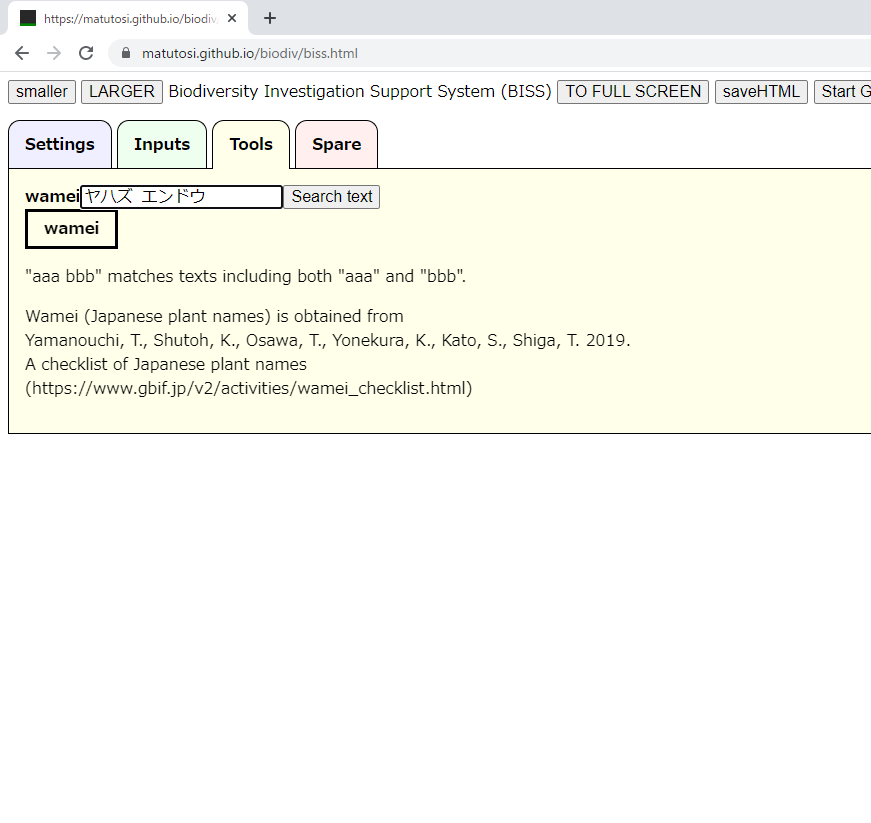 https://matutosi.github.io/biodiv
matutosi.github.io/biodiv/biss.html
smaller LARGER Biodiversity Investigation Support System (BISS) TO FULL SCREEN saveHTML Start G
Settings Inputs Tools Spare
wamei ヤハズ エンドウ Search text
wamei
"aaa bbb" matches texts including both "aaa" and "bbb".
Wamei (Japanese plant names) is obtained from
Yamanouchi, T., Shutoh, K., Osawa, T., Yonekura, K., Kato, S., Shiga, T. 2019.
A checklist of Japanese plant names
(https://www.gbif.jp/v2/activities/wamei_checklist.html)